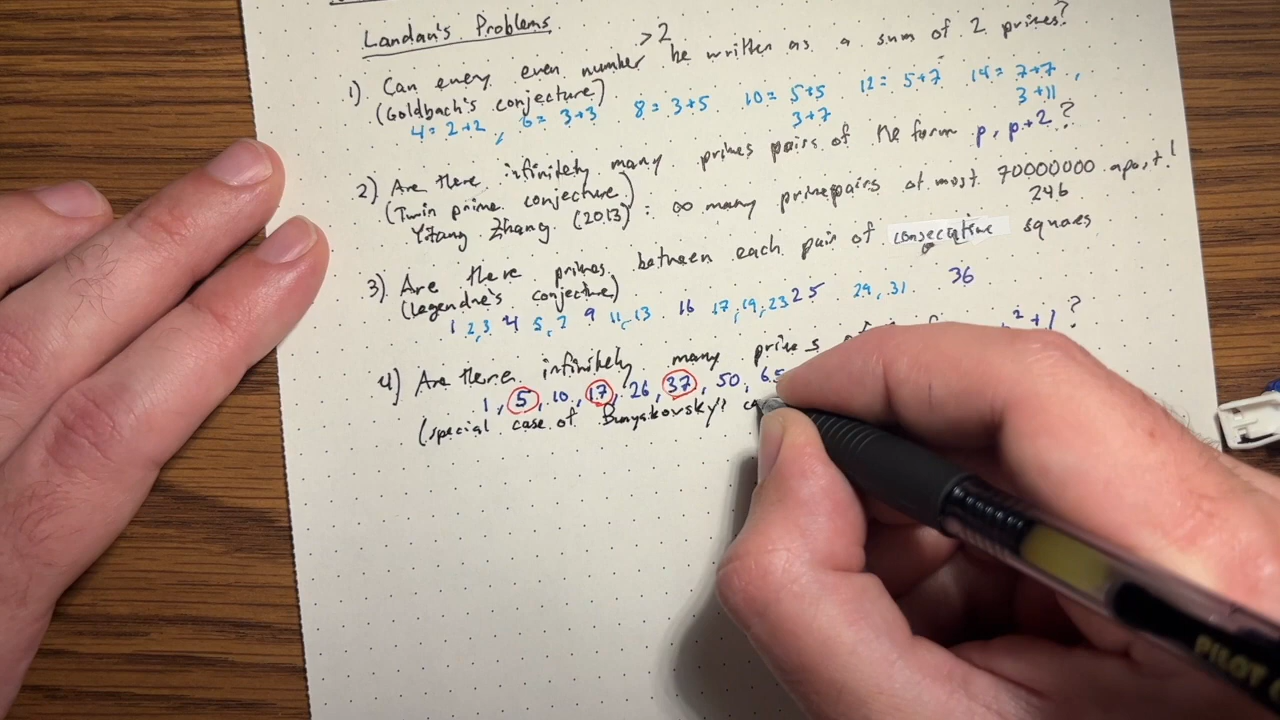 Landau's Problems
>2
1) Can every even number be written as a sum of 2 primes?
(Goldbach's conjecture)
4=2+2, 6=3+3 8=3+5 10=5+5 12=5+7 14=7+7,
3+7 3+11
2) Are there infinitely many primes pairs of the form p, p+2?
(Twin prime conjecture)
Yitang Zhang (2013): ∞ many prime pairs at most 70000000 apart!
246
3) Are there primes between each pair of consecutive squares
(Legendre's conjecture)
1 2,3 4 5,7 9 11,13 16 17,19,23 25 29,31 36
4) Are there infinitely many primes of 2+1?
1, 5, 10, 17, 26, 37, 50, 65
(special case of Bunyakovsky's
PILOT